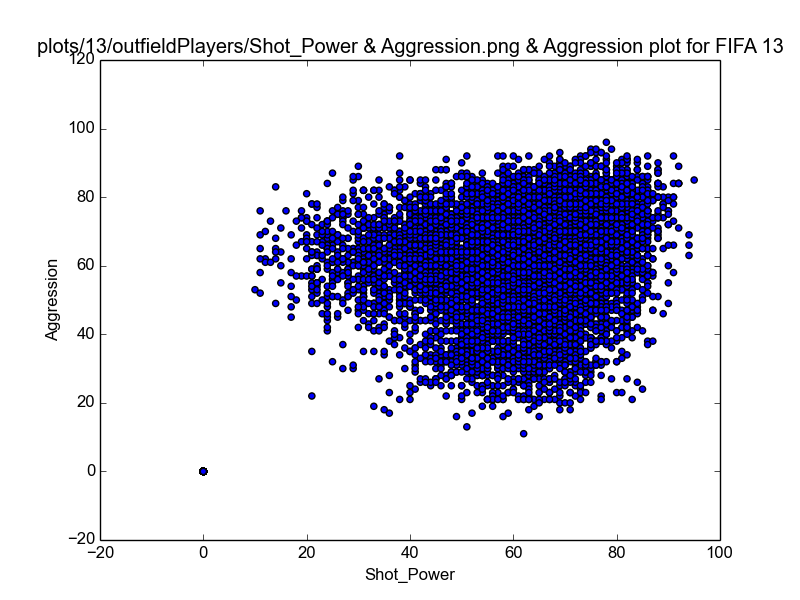 plots/13/outfieldPlayers/Shot_Power & Aggression.png & Aggression plot for FIFA 13
120
100
80
60
40
20
0
−20
Aggression
−20 0 20 40 60 80 100
Shot_Power